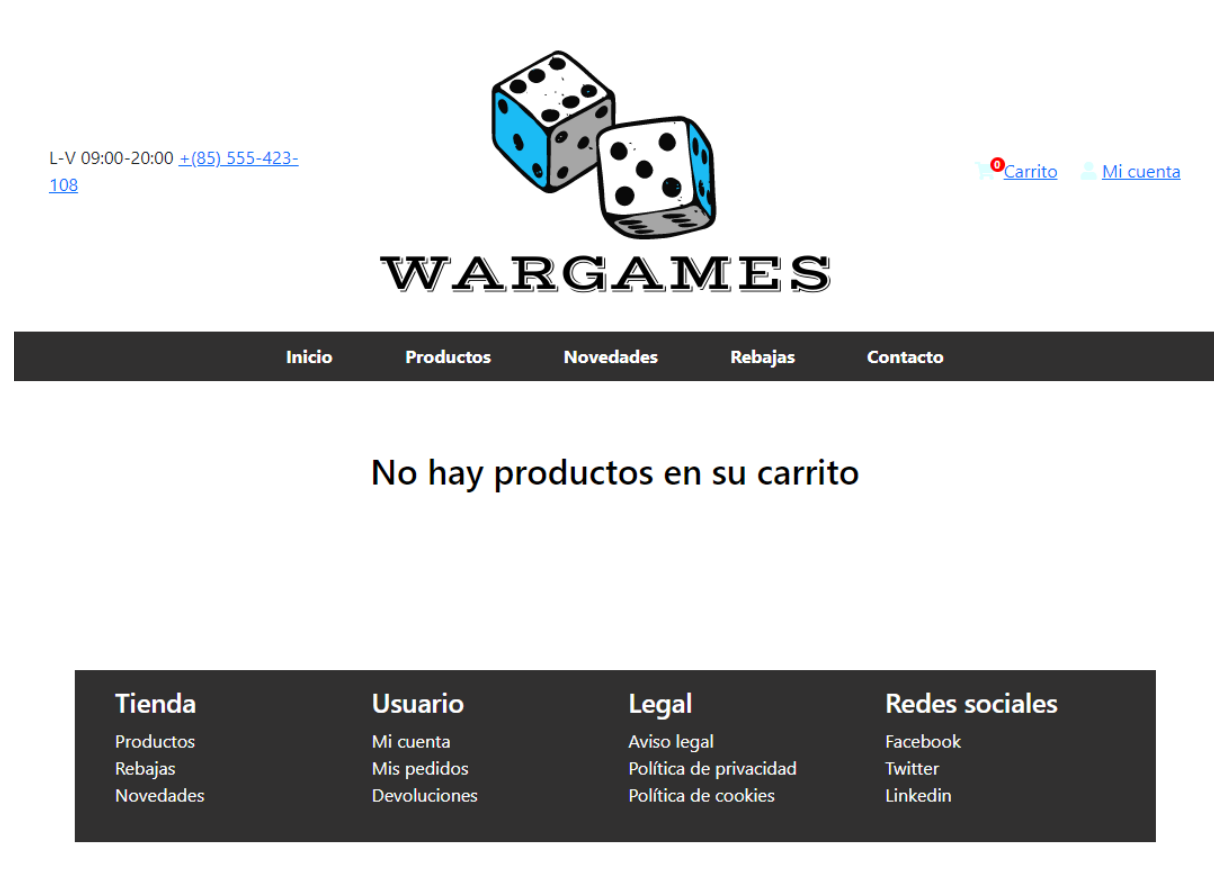 L-V 09:00-20:00 +(85) 555-423-
108
WARGAMES
0 Carrito Mi cuenta
Inicio Productos Novedades Rebajas Contacto
No hay productos en su carrito
Tienda
Productos
Rebajas
Novedades
Usuario
Mi cuenta
Mis pedidos
Devoluciones
Legal
Aviso legal
Política de privacidad
Política de cookies
Redes sociales
Facebook
Twitter
Linkedin